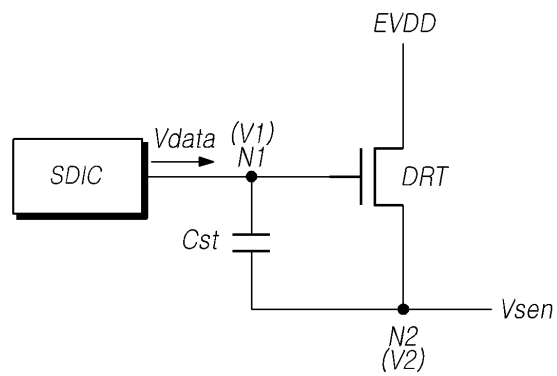 EVDD
Vdata
(V1)
N1
SDIC
DRT
Cst
Vsen
N2
(V2)